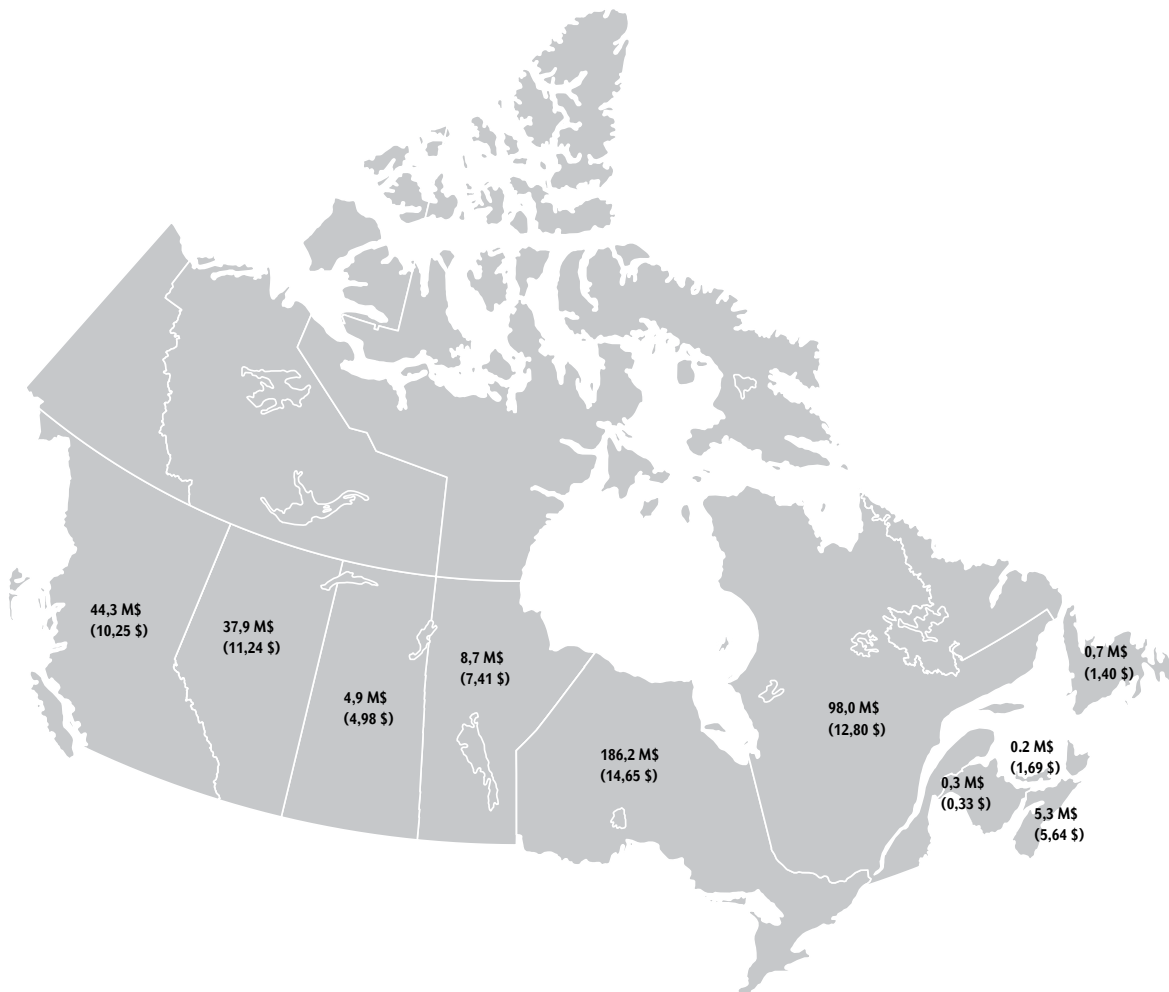 44,3 M$
(10,25 $)
37,9 M$
(11,24 $)
4,9 M$
(4,98 $)
8,7 M$
(7,41 $)
186,2 M$
(14,65 $)
98,0 M$
(12,80 $)
0,7 M$
(1,40 $)
0.2 M$
(1,69 $)
0,3 M$
(0,33 $)
5,3 M$
(5,64 $)